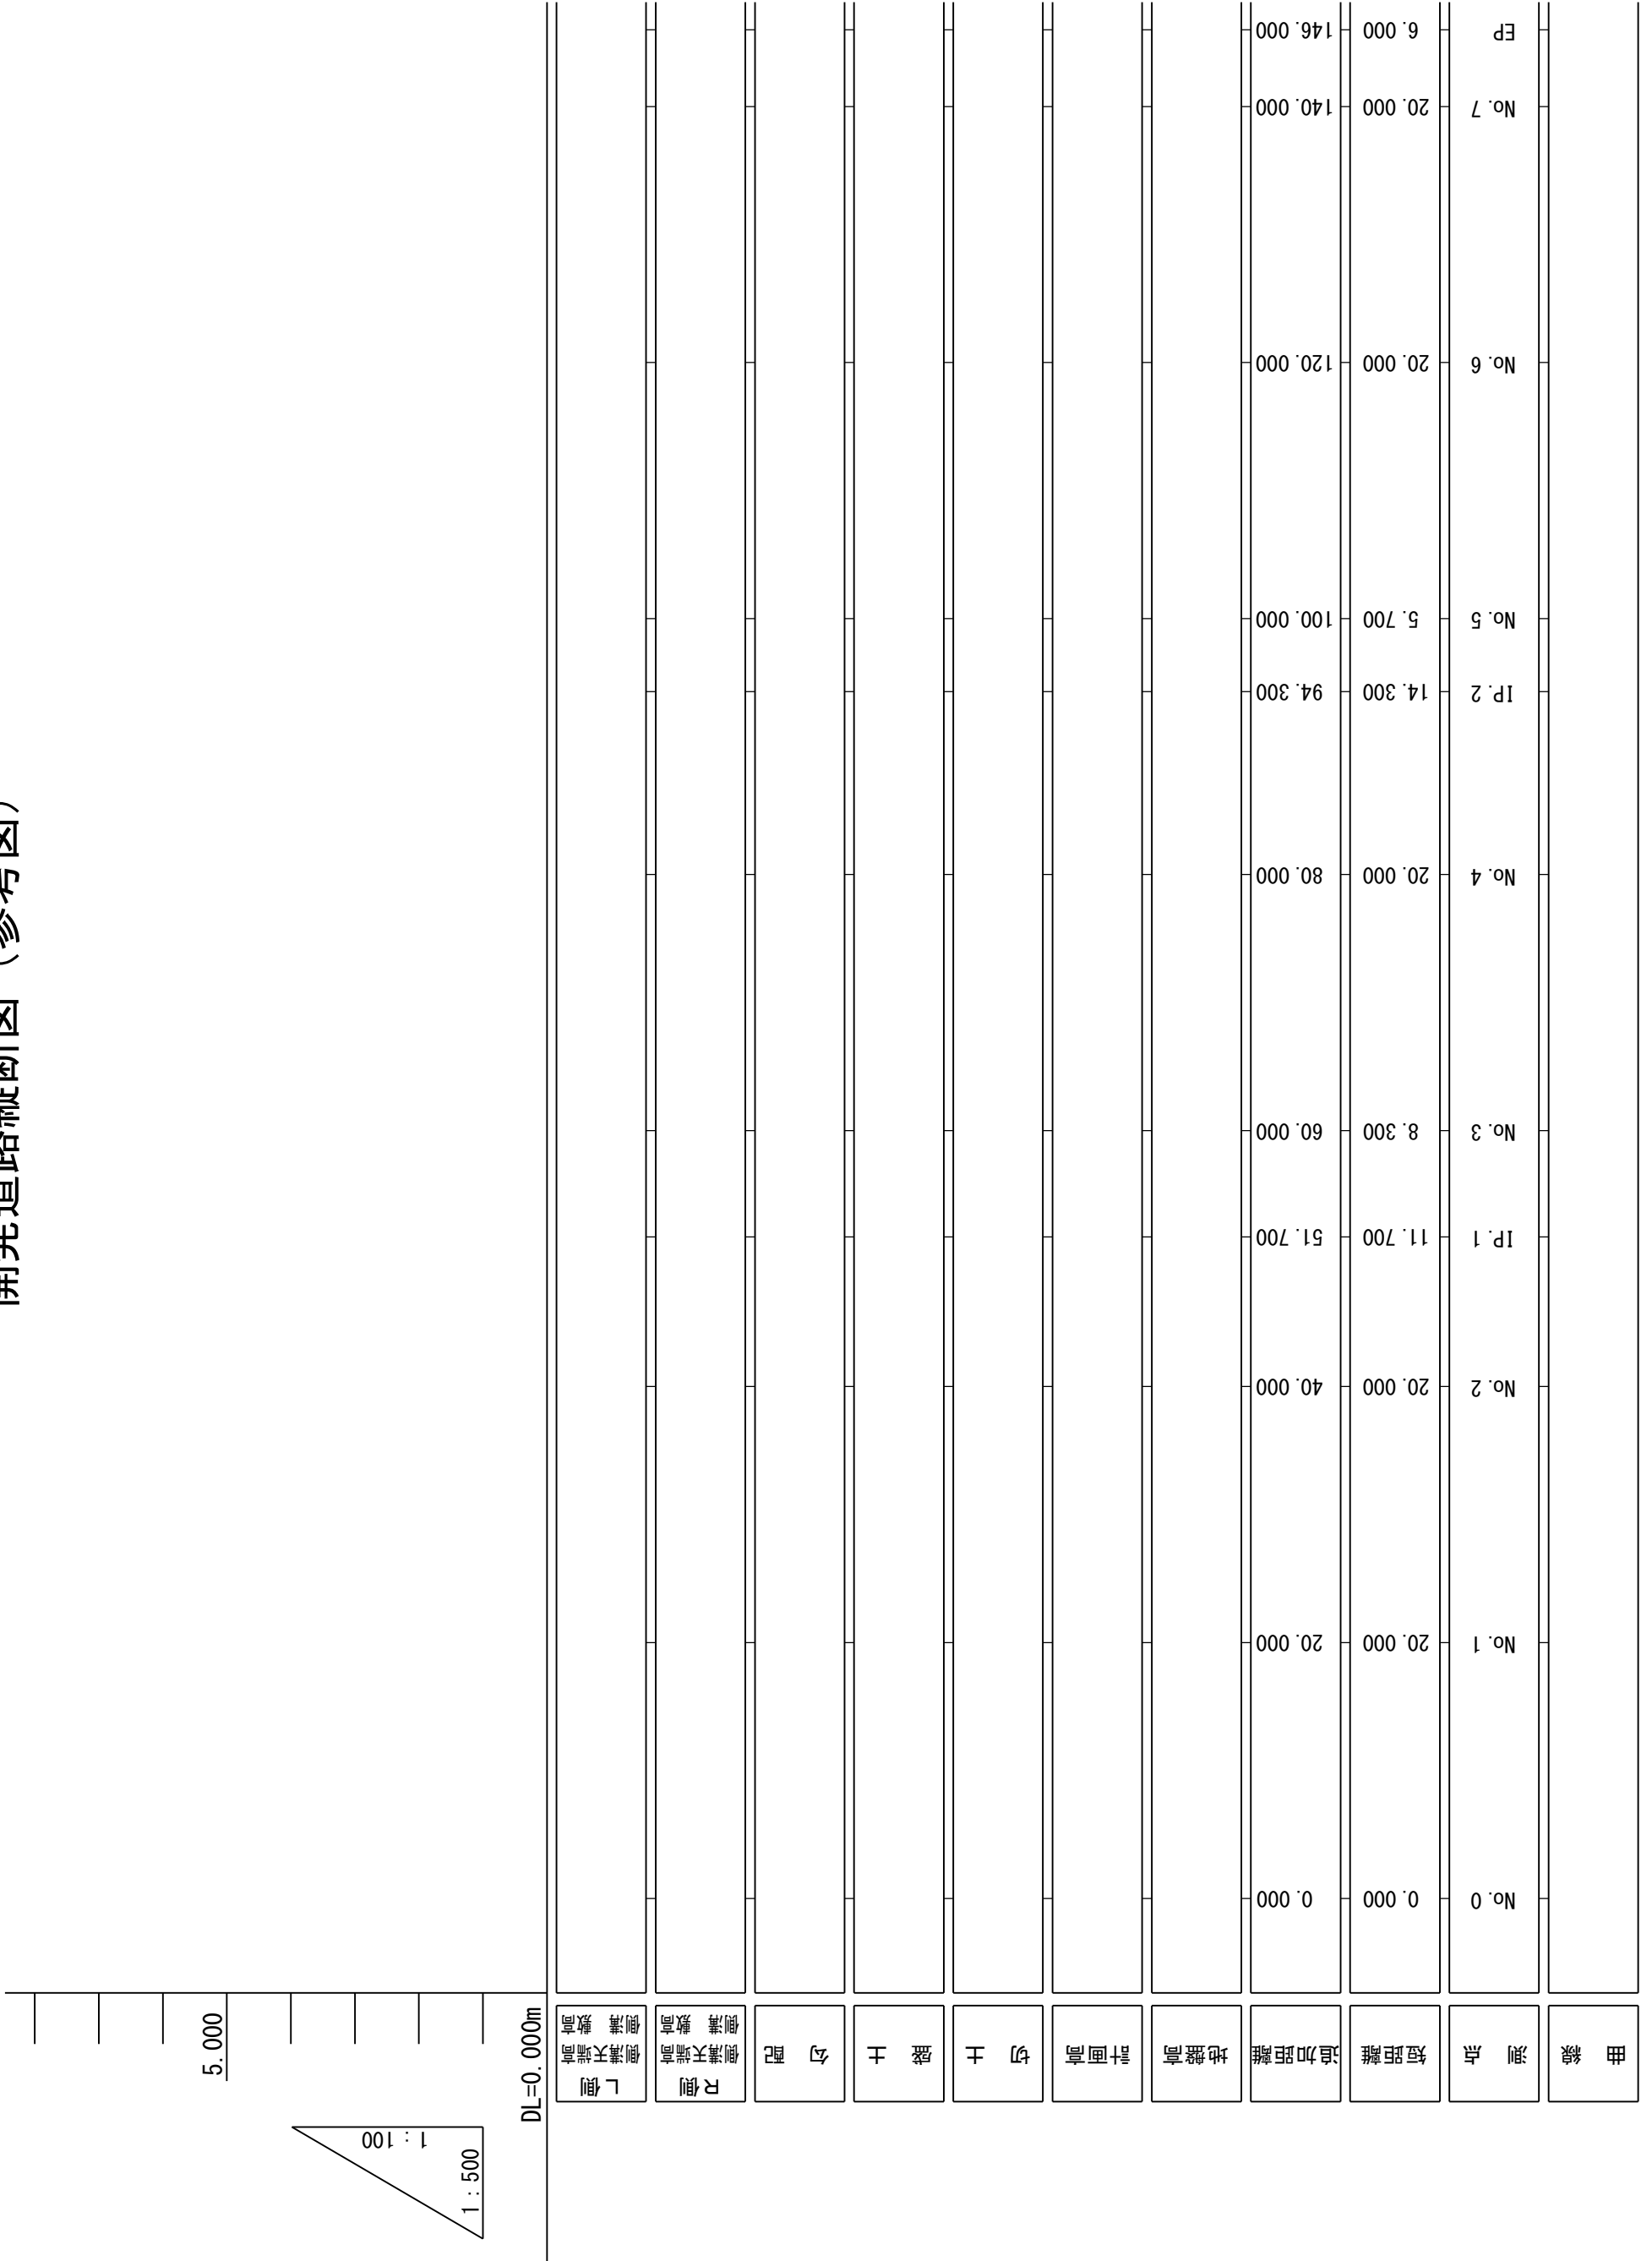 開発道路縦断図（参考図）
1：100
1：500
5.000
DL=0.000m
L側
側溝天端高
側溝　敷高
R側
側溝天端高
側溝　敷高
勾　配
盛　土
切　土
計画高
地盤高
追加距離 0.000 20.000 40.000 51.700 60.000 80.000 94.300 100.000 120.000 140.000 146.000
短距離 0.000 20.000 20.000 11.700 8.300 20.000 14.300 5.700 20.000 20.000 6.000
測　点 No.0 No.1 No.2 IP.1 No.3 No.4 IP.2 No.5 No.6 No.7 EP
曲　線